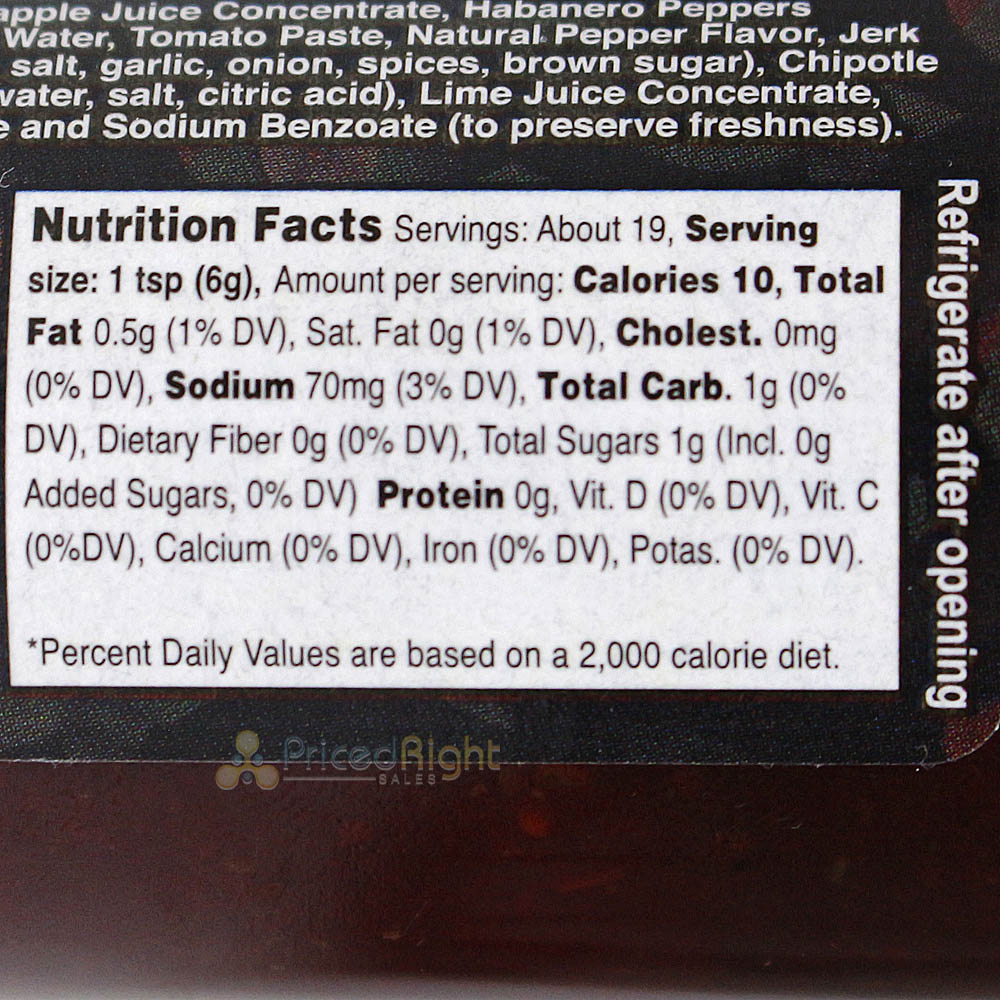 apple Juice Concentrate, Habanero Peppers
Water, Tomato Paste, Natural Pepper Flavor, Jerk
salt, garlic, onion, spices, brown sugar), Chipotle
water, salt, citric acid), Lime Juice Concentrate,
and Sodium Benzoate (to preserve freshness).
Nutrition Facts Servings: About 19, Serving
size: 1 tsp (6g), Amount per serving: Calories 10, Total
Fat 0.5g (1% DV), Sat. Fat 0g (1% DV), Cholest. 0mg
(0% DV), Sodium 70mg (3% DV), Total Carb. 1g (0%
DV), Dietary Fiber 0g (0% DV), Total Sugars 1g (Incl. 0g
Added Sugars, 0% DV) Protein 0g, Vit. D (0% DV), Vit. C
(0%DV), Calcium (0% DV), Iron (0% DV), Potas. (0% DV).
*Percent Daily Values are based on a 2,000 calorie diet.
Refrigerate after opening
PricedRight
SALES